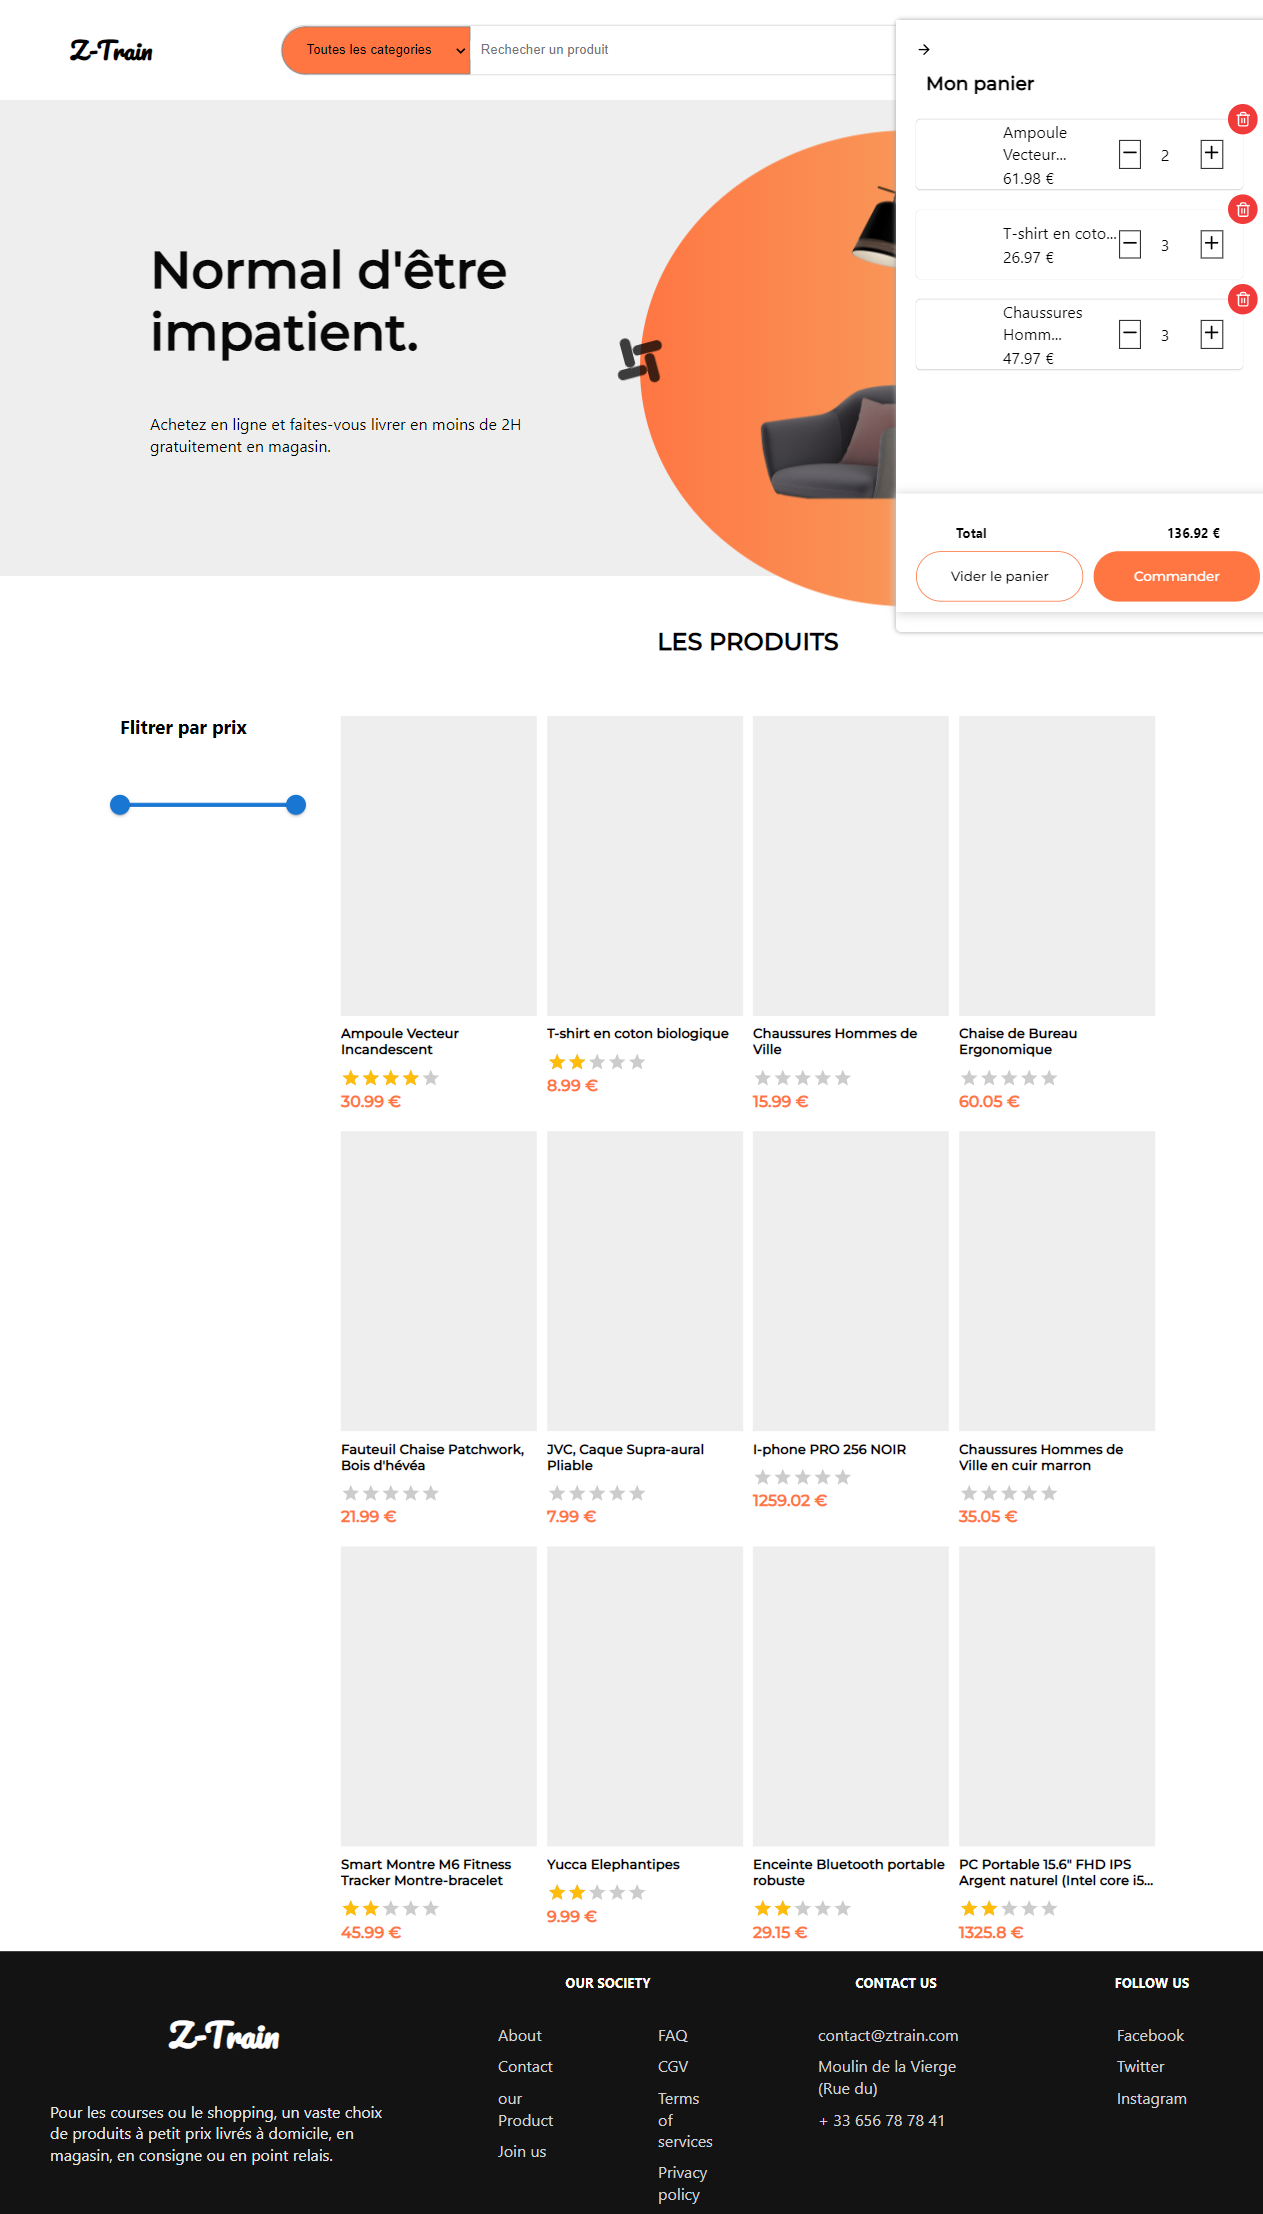 Z-Train
Toutes les categories
Rechecher un produit
Mon panier
Ampoule
Vecteur...
61.98 €
2
T-shirt en coto...
26.97 €
3
Chaussures
Homm...
47.97 €
3
Total
136.92 €
Vider le panier
Commander
Normal d'être
impatient.
Achetez en ligne et faites-vous livrer en moins de 2H
gratuitement en magasin.
LES PRODUITS
Flitrer par prix
Ampoule Vecteur
Incandescent
30.99 €
T-shirt en coton biologique
8.99 €
Chaussures Hommes de
Ville
15.99 €
Chaise de Bureau
Ergonomique
60.05 €
Fauteuil Chaise Patchwork,
Bois d'hévéa
21.99 €
JVC, Caque Supra-aural
Pliable
7.99 €
I-phone PRO 256 NOIR
1259.02 €
Chaussures Hommes de
Ville en cuir marron
35.05 €
Smart Montre M6 Fitness
Tracker Montre-bracelet
45.99 €
Yucca Elephantipes
9.99 €
Enceinte Bluetooth portable
robuste
29.15 €
PC Portable 15.6" FHD IPS
Argent naturel (Intel core i5...
1325.8 €
Z-Train
Pour les courses ou le shopping, un vaste choix
de produits à petit prix livrés à domicile, en
magasin, en consigne ou en point relais.
OUR SOCIETY
About
Contact
our
Product
Join us
FAQ
CGV
Terms
of
services
Privacy
policy
CONTACT US
contact@ztrain.com
Moulin de la Vierge
(Rue du)
+ 33 656 78 78 41
FOLLOW US
Facebook
Twitter
Instagram